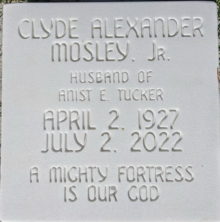 CLYDE ALEXANDER
MOSLEY, JR.
HUSBAND OF
ANIST E. TUCKER
APRIL 2, 1927
JULY 2, 2022
A MIGHTY FORTRESS
IS OUR GOD